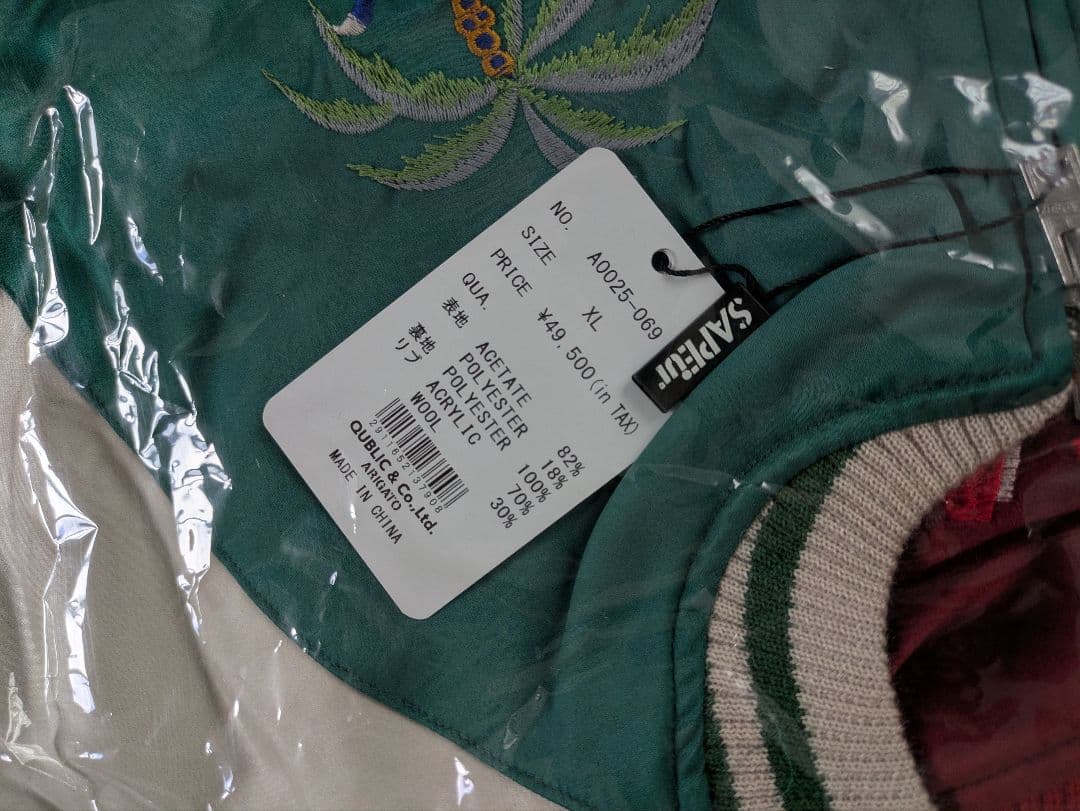 NO. A0025-069
SIZE XL
PRICE ¥49,500(in TAX)
QUA.
表地 ACETATE 82%
POLYESTER 18%
裏地 POLYESTER 100%
リブ ACRYLIC 70%
WOOL 30%
QUBLIC & Co.,Ltd.
ARIGATO
MADE IN CHINA
SAPEur